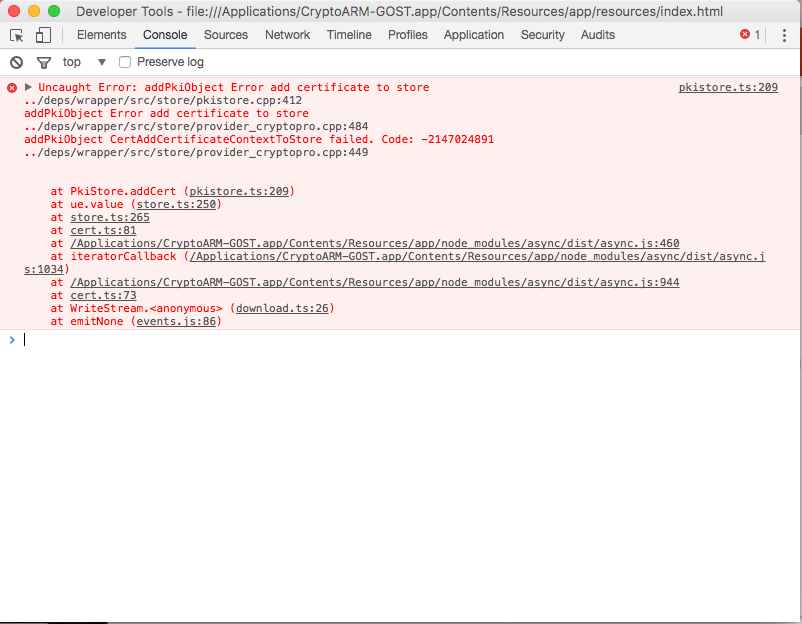 Developer Tools - file:///Applications/CryptoARM-GOST.app/Contents/Resources/app/resources/index.html
Elements Console Sources Network Timeline Profiles Application Security Audits 1
top Preserve log
Uncaught Error: addPkiObject Error add certificate to store pkistore.ts:209
../deps/wrapper/src/store/pkistore.cpp:412
addPkiObject Error add certificate to store
../deps/wrapper/src/store/provider_cryptopro.cpp:484
addPkiObject CertAddCertificateContextToStore failed. Code: -2147024891
../deps/wrapper/src/store/provider_cryptopro.cpp:449
at PkiStore.addCert (pkistore.ts:209)
at ue.value (store.ts:250)
at store.ts:265
at cert.ts:81
at /Applications/CryptoARM-GOST.app/Contents/Resources/app/node_modules/async/dist/async.js:460
at iteratorCallback (/Applications/CryptoARM-GOST.app/Contents/Resources/app/node_modules/async/dist/async.j
s:1034)
at /Applications/CryptoARM-GOST.app/Contents/Resources/app/node_modules/async/dist/async.js:944
at cert.ts:73
at WriteStream.<anonymous> (download.ts:26)
at emitNone (events.js:86)